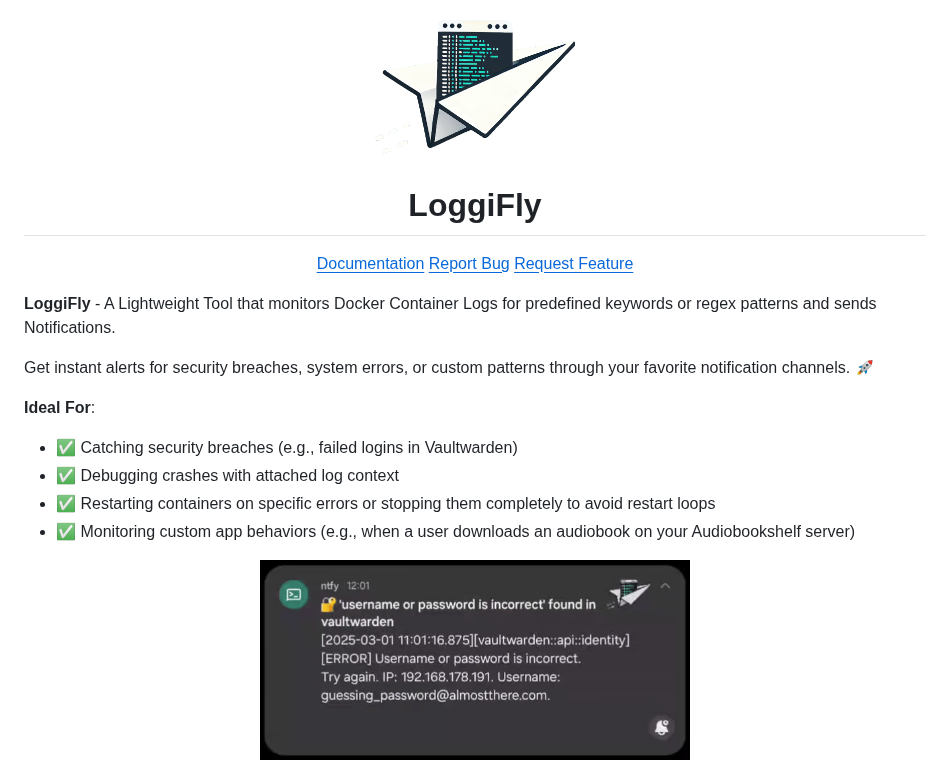 LoggiFly
Documentation Report Bug Request Feature
LoggiFly - A Lightweight Tool that monitors Docker Container Logs for predefined keywords or regex patterns and sends
Notifications.
Get instant alerts for security breaches, system errors, or custom patterns through your favorite notification channels. 🚀
Ideal For:
• ✅ Catching security breaches (e.g., failed logins in Vaultwarden)
• ✅ Debugging crashes with attached log context
• ✅ Restarting containers on specific errors or stopping them completely to avoid restart loops
• ✅ Monitoring custom app behaviors (e.g., when a user downloads an audiobook on your Audiobookshelf server)
ntfy 12:01
🔐 'username or password is incorrect' found in
vaultwarden
[2025-03-01 11:01:16.875][vaultwarden::api::identity]
[ERROR] Username or password is incorrect.
Try again. IP: 192.168.178.191. Username:
guessing_password@almostthere.com.